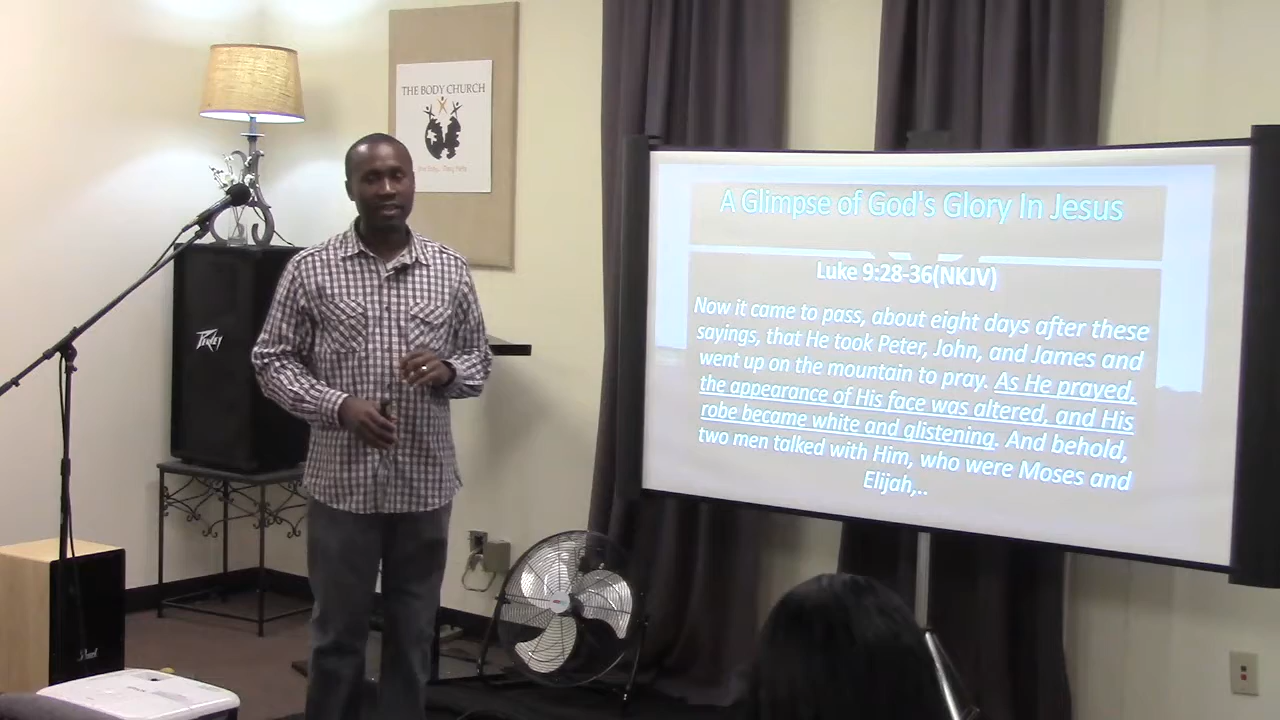 THE BODY CHURCH
PEAVEY
A Glimpse of God's Glory In Jesus
Luke 9:28-36(NKJV)
Now it came to pass, about eight days after these
sayings, that He took Peter, John, and James and
went up on the mountain to pray. As He prayed,
the appearance of His face was altered, and His
robe became white and glistening. And behold,
two men talked with Him, who were Moses and
Elijah,..